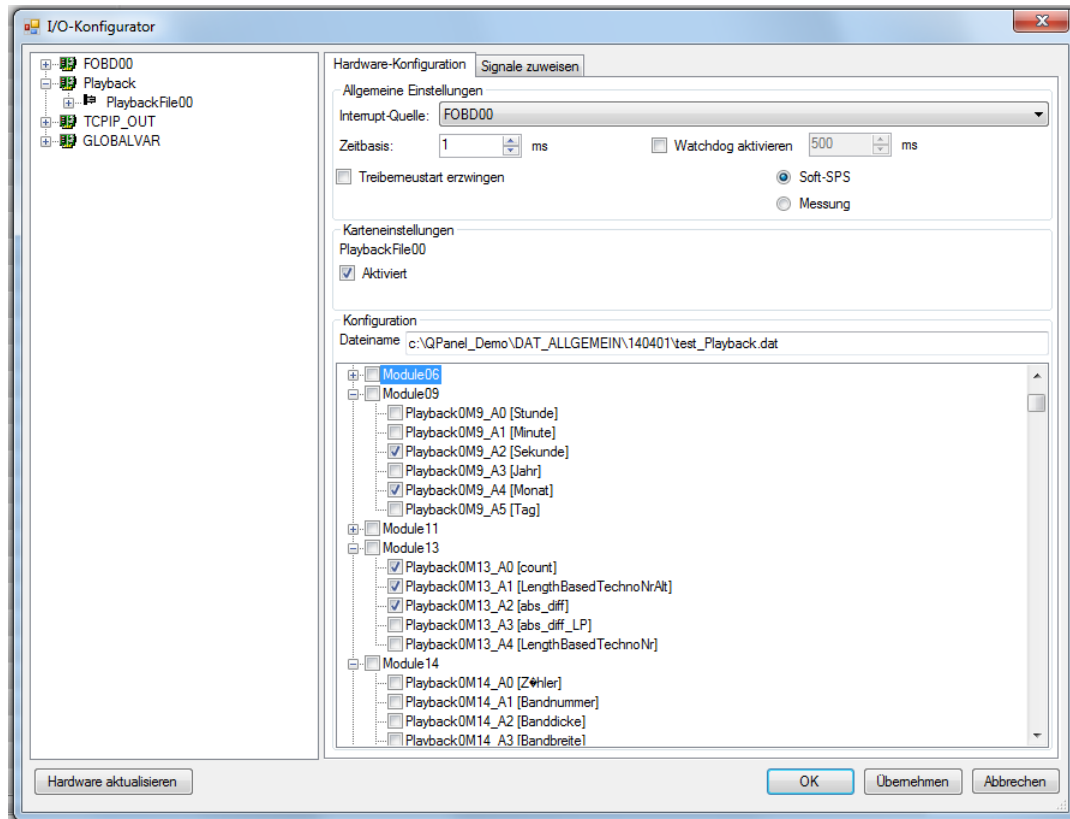 I/O-Konfigurator
FOBD00
Playback
PlaybackFile00
TCPIP_OUT
GLOBALVAR
Hardware-Konfiguration Signale zuweisen
Allgemeine Einstellungen
Interrupt-Quelle: FOBD00
Zeitbasis: 1 ms Watchdog aktivieren 500 ms
Treiberneustart erzwingen Soft-SPS
Messung
Karteneinstellungen
PlaybackFile00
Aktiviert
Konfiguration
Dateiname c:\QPanel_Demo\DAT_ALLGEMEIN\140401\test_Playback.dat
Module06
Module09
Playback0M9_A0 [Stunde]
Playback0M9_A1 [Minute]
Playback0M9_A2 [Sekunde]
Playback0M9_A3 [Jahr]
Playback0M9_A4 [Monat]
Playback0M9_A5 [Tag]
Module11
Module13
Playback0M13_A0 [count]
Playback0M13_A1 [LengthBasedTechnoNrAlt]
Playback0M13_A2 [abs_diff]
Playback0M13_A3 [abs_diff_LP]
Playback0M13_A4 [LengthBasedTechnoNr]
Module14
Playback0M14_A0 [Z�hler]
Playback0M14_A1 [Bandnummer]
Playback0M14_A2 [Banddicke]
Playback0M14_A3 [Bandbreite]
Hardware aktualisieren OK Übernehmen Abbrechen